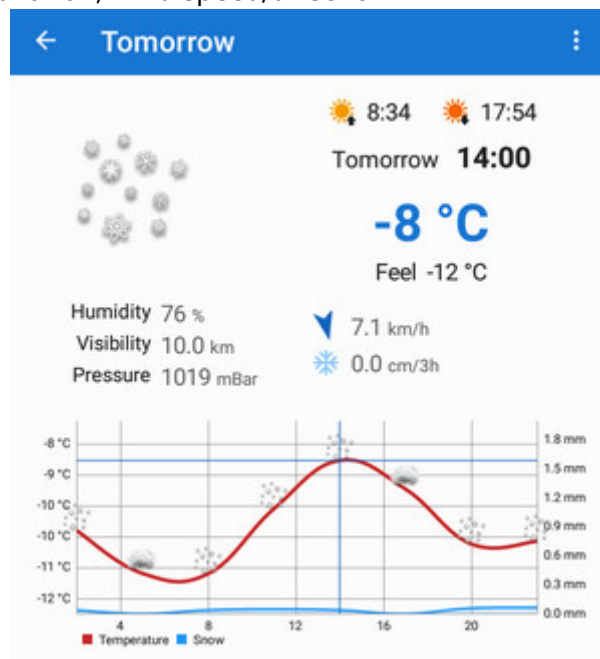 Tomorrow
8:34 17:54
Tomorrow 14:00
-8 °C
Feel -12 °C
Humidity 76 %
7.1 km/h
Visibility 10.0 km
0.0 cm/3h
Pressure 1019 mBar
-8 °C 1.8 mm
-9 °C 1.5 mm
-10 °C 1.2 mm
-10 °C 0.9 mm
-11 °C 0.6 mm
-12 °C 0.3 mm
0.0 mm
4 8 12 16 20
Temperature Snow